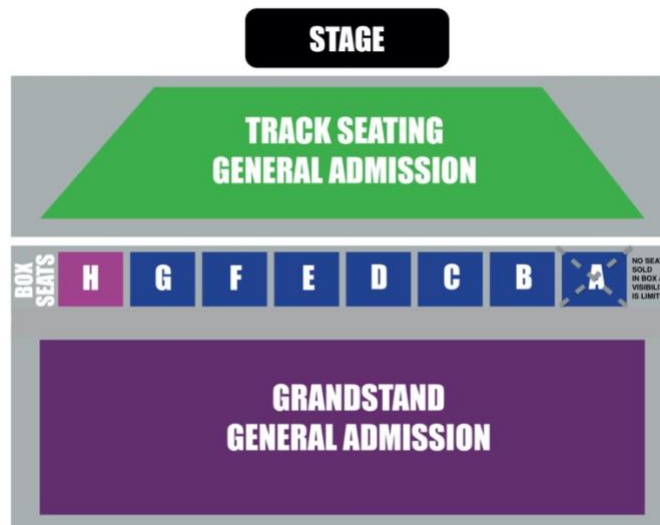 STAGE
TRACK SEATING
GENERAL ADMISSION
BOX
SEATS
H G F E D C B A
NO SEA
SOLD
IN BOX
VISIBILI
IS LIMIT
GRANDSTAND
GENERAL ADMISSION